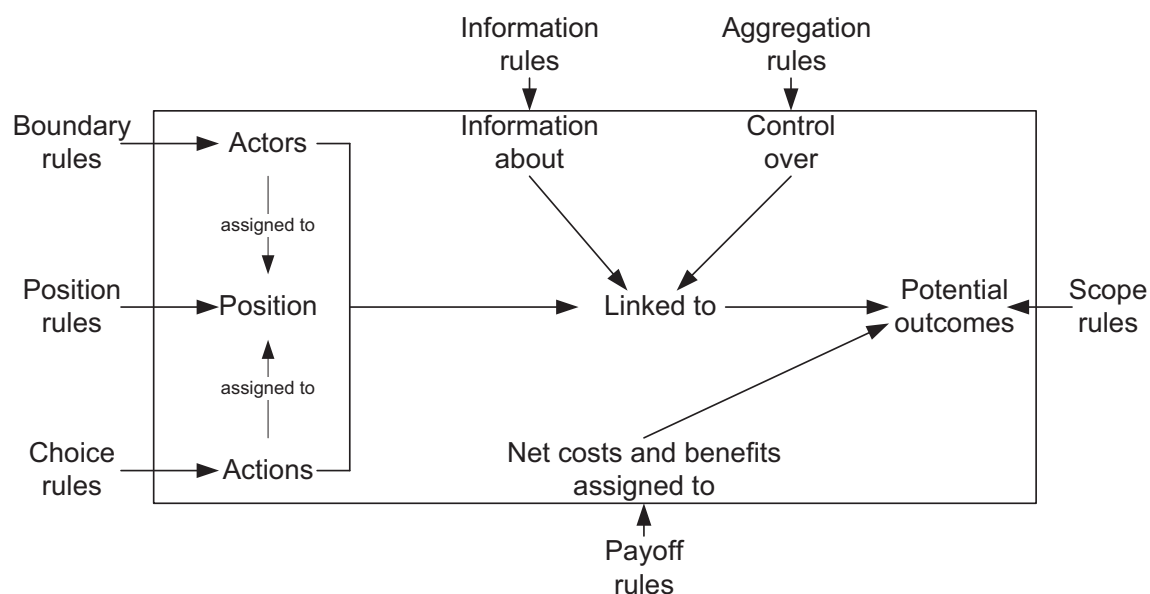 Information
rules
Aggregation
rules
Boundary
rules
Actors
Information
about
Control
over
assigned to
Position
rules
Position
Linked to
Potential
outcomes
Scope
rules
assigned to
Choice
rules
Actions
Net costs and benefits
assigned to
Payoff
rules